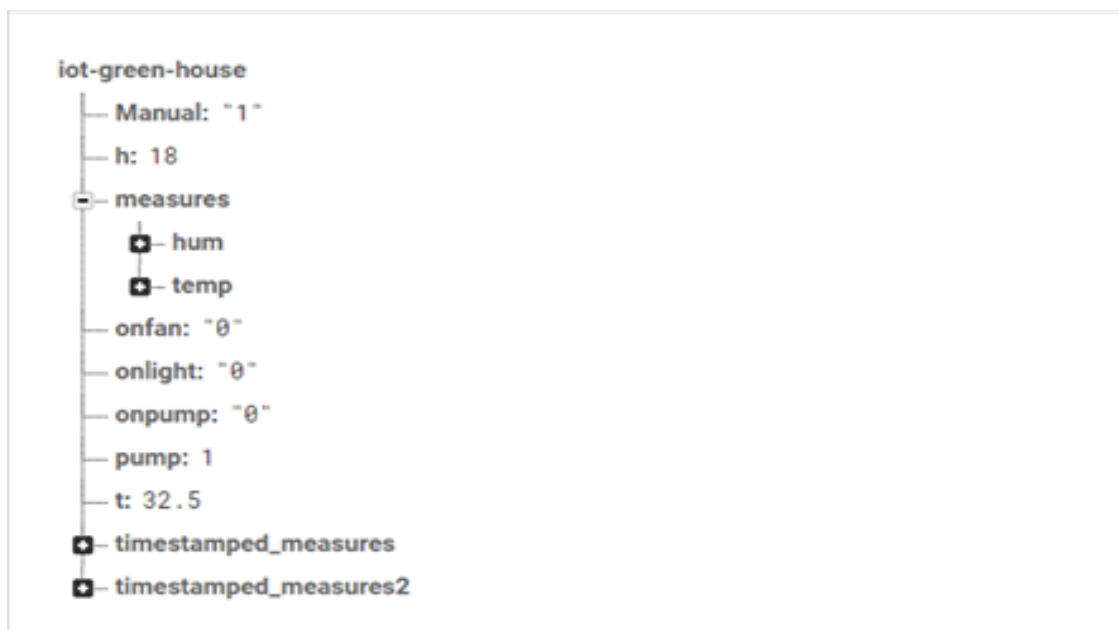 iot-green-house
Manual: "1"
h: 18
measures
hum
temp
onfan: "0"
onlight: "0"
onpump: "0"
pump: 1
t: 32.5
timestamped_measures
timestamped_measures2